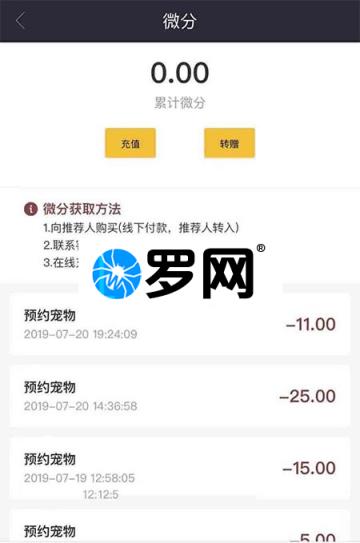 微分
0.00
累计微分
充值 转赠
微分获取方法
1.向推荐人购买(线下付款，推荐人转入)
2.联系
3.在线
罗网®
预约宠物
2019-07-20 19:24:09
-11.00
预约宠物
2019-07-20 14:36:58
-25.00
预约宠物
2019-07-19 12:58:05
12:12:5
-15.00
预约宠物
-5.00